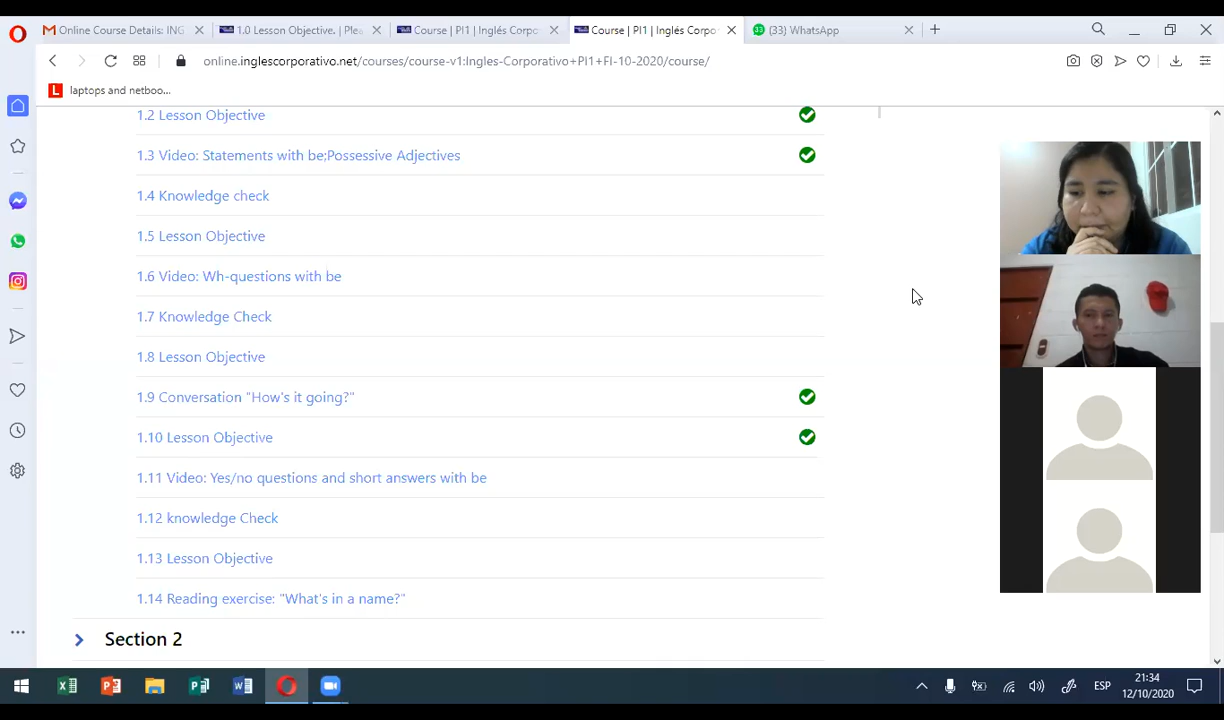 Online Course Details: ING
1.0 Lesson Objective. | Plea
Course | PI1 | Inglés Corpo
Course | PI1 | Inglés Corpo
(33) WhatsApp
online.inglescorporativo.net/courses/course-v1:Ingles-Corporativo+PI1+FI-10-2020/course/
L laptops and netboo...
1.2 Lesson Objective
1.3 Video: Statements with be;Possessive Adjectives
1.4 Knowledge check
1.5 Lesson Objective
1.6 Video: Wh-questions with be
1.7 Knowledge Check
1.8 Lesson Objective
1.9 Conversation "How's it going?"
1.10 Lesson Objective
1.11 Video: Yes/no questions and short answers with be
1.12 knowledge Check
1.13 Lesson Objective
1.14 Reading exercise: "What's in a name?"
Section 2
ESP
21:34
12/10/2020